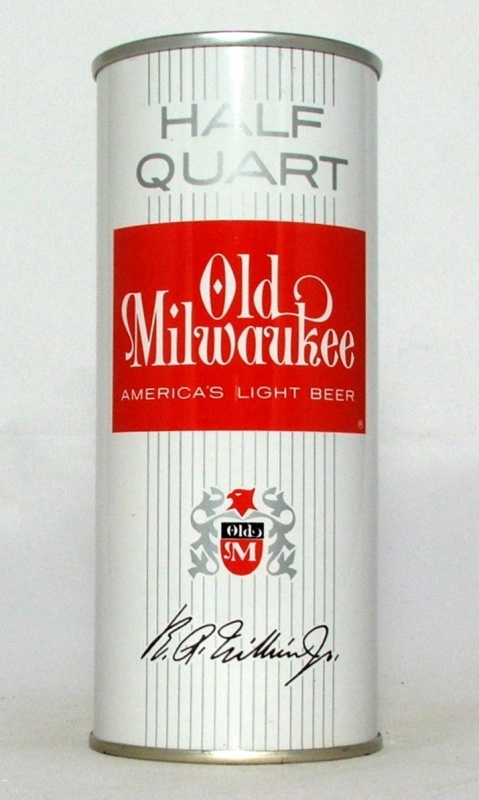 HALF
QUART
Old
Milwaukee
AMERICA'S LIGHT BEER
®
Old
M